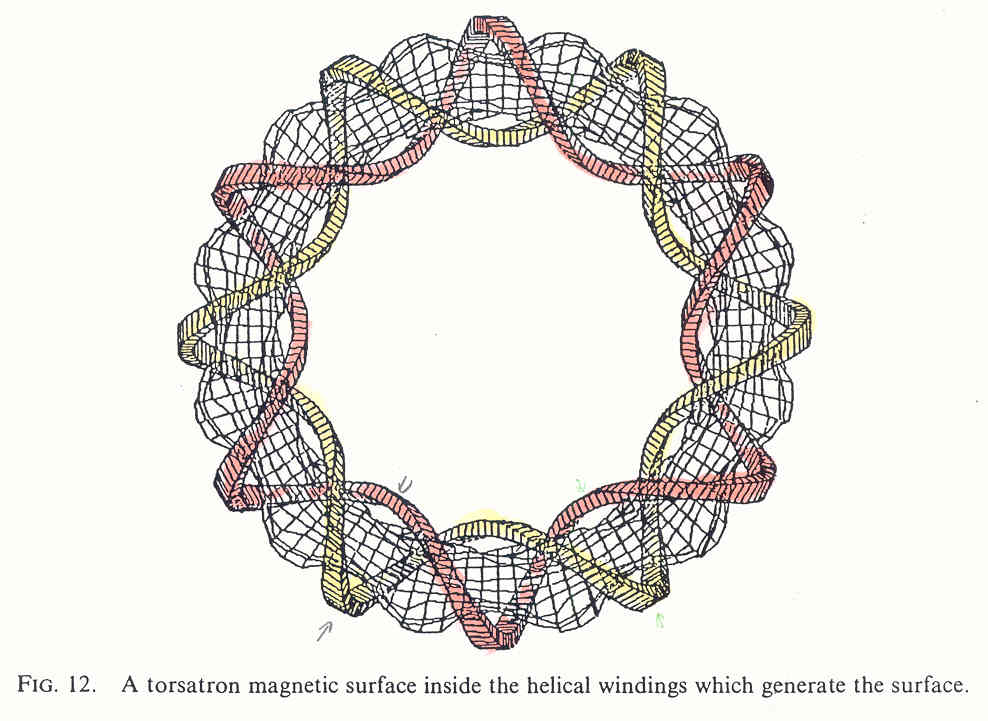 FIG. 12. A torsatron magnetic surface inside the helical windings which generate the surface.